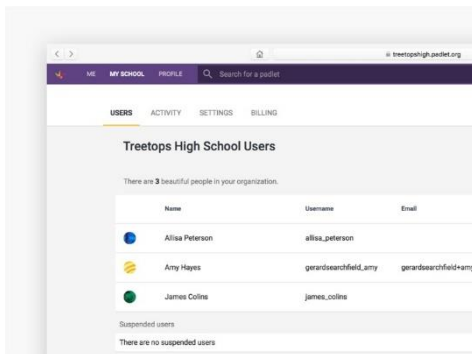 treetopshigh.padlet.org
ME MY SCHOOL PROFILE Search for a padlet
USERS ACTIVITY SETTINGS BILLING
Treetops High School Users
There are 3 beautiful people in your organization.
Name Username Email
Allisa Peterson allisa_peterson
Amy Hayes gerardsearchfield_amy gerardsearchfield+amy
James Colins james_colins
Suspended users
There are no suspended users